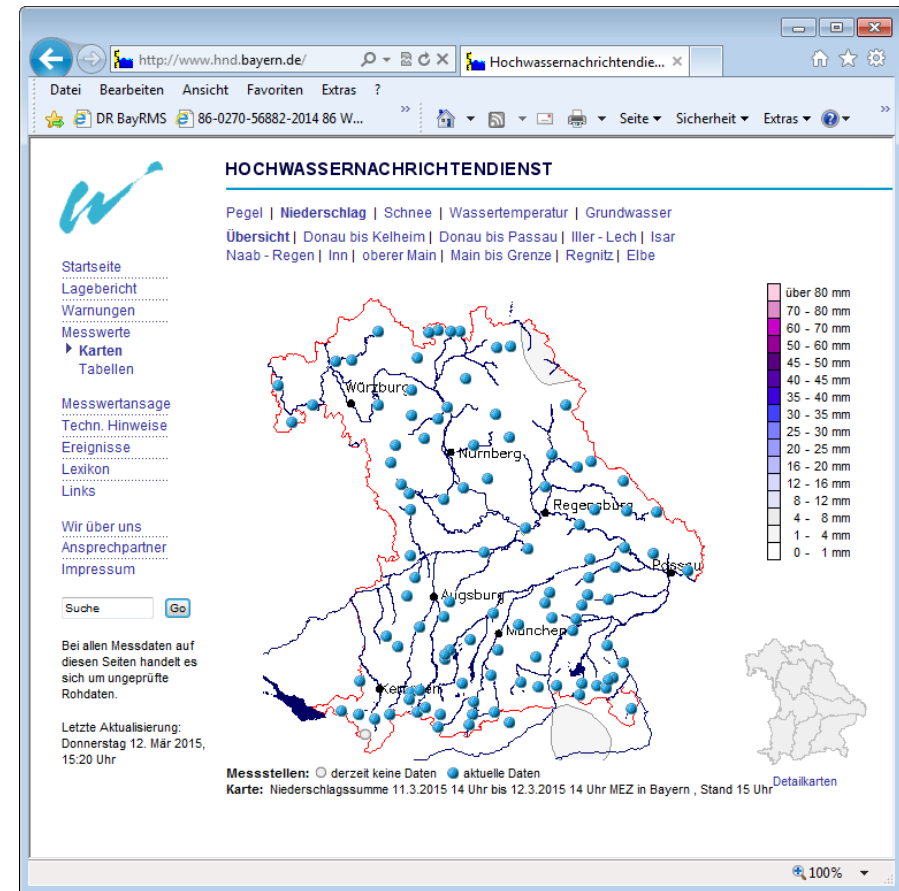 http://www.hnd.bayern.de/
Hochwassernachrichtendie...
Datei Bearbeiten Ansicht Favoriten Extras ?
DR BayRMS 86-0270-56882-2014 86 W... Seite Sicherheit Extras
HOCHWASSERNACHRICHTENDIENST
Pegel | Niederschlag | Schnee | Wassertemperatur | Grundwasser
Übersicht | Donau bis Kelheim | Donau bis Passau | Iller - Lech | Isar
Naab - Regen | Inn | oberer Main | Main bis Grenze | Regnitz | Elbe
Startseite
Lagebericht
Warnungen
Messwerte
Karten
Tabellen
Messwertansage
Techn. Hinweise
Ereignisse
Lexikon
Links
Wir über uns
Ansprechpartner
Impressum
Suche Go
Bei allen Messdaten auf
diesen Seiten handelt es
sich um ungeprüfte
Rohdaten.
Letzte Aktualisierung:
Donnerstag 12. Mär 2015,
15:20 Uhr
Würzburg
Nürnberg
Regensburg
Passau
Augsburg
München
Kempten
über 80 mm
70 - 80 mm
60 - 70 mm
50 - 60 mm
45 - 50 mm
40 - 45 mm
35 - 40 mm
30 - 35 mm
25 - 30 mm
20 - 25 mm
16 - 20 mm
12 - 16 mm
8 - 12 mm
4 - 8 mm
1 - 4 mm
0 - 1 mm
Detailkarten
Messstellen: derzeit keine Daten aktuelle Daten
Karte: Niederschlagssumme 11.3.2015 14 Uhr bis 12.3.2015 14 Uhr MEZ in Bayern , Stand 15 Uhr
100%